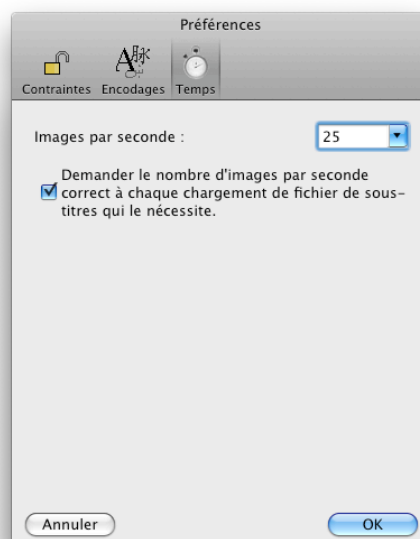 Préférences
Contraintes Encodages Temps
Images par seconde : 25
Demander le nombre d'images par seconde
correct à chaque chargement de fichier de sous-
titres qui le nécessite.
Annuler OK